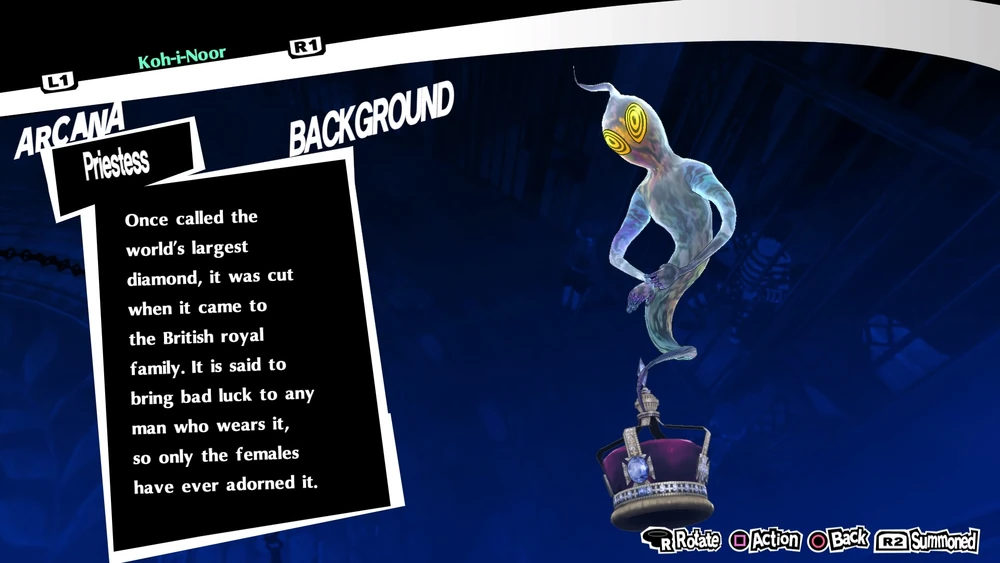 L1
Koh-i-Noor
R1
ARCANA
Priestess
BACKGROUND
Once called the
world's largest
diamond, it was cut
when it came to
the British royal
family. It is said to
bring bad luck to any
man who wears it,
so only the females
have ever adorned it.
R Rotate Action Back R2 Summoned